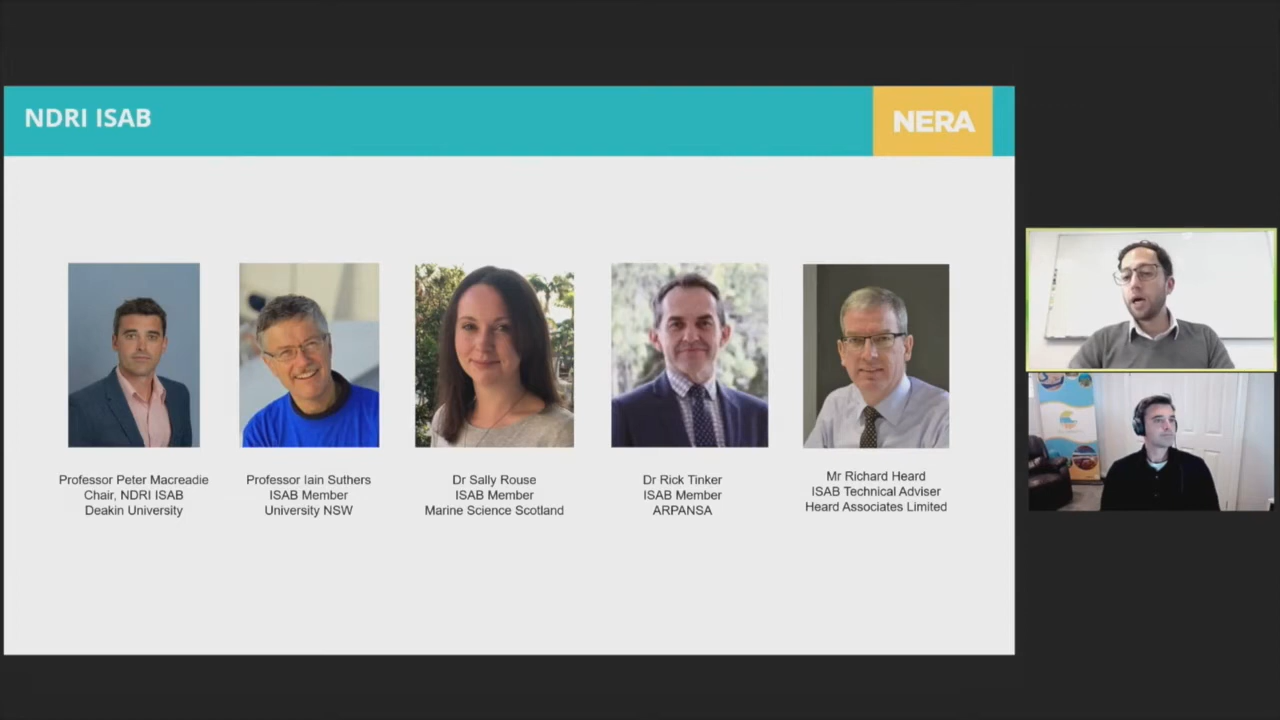 NDRI ISAB
NERA
Professor Peter Macreadie
Chair, NDRI ISAB
Deakin University
Professor Iain Suthers
ISAB Member
University NSW
Dr Sally Rouse
ISAB Member
Marine Science Scotland
Dr Rick Tinker
ISAB Member
ARPANSA
Mr Richard Heard
ISAB Technical Adviser
Heard Associates Limited